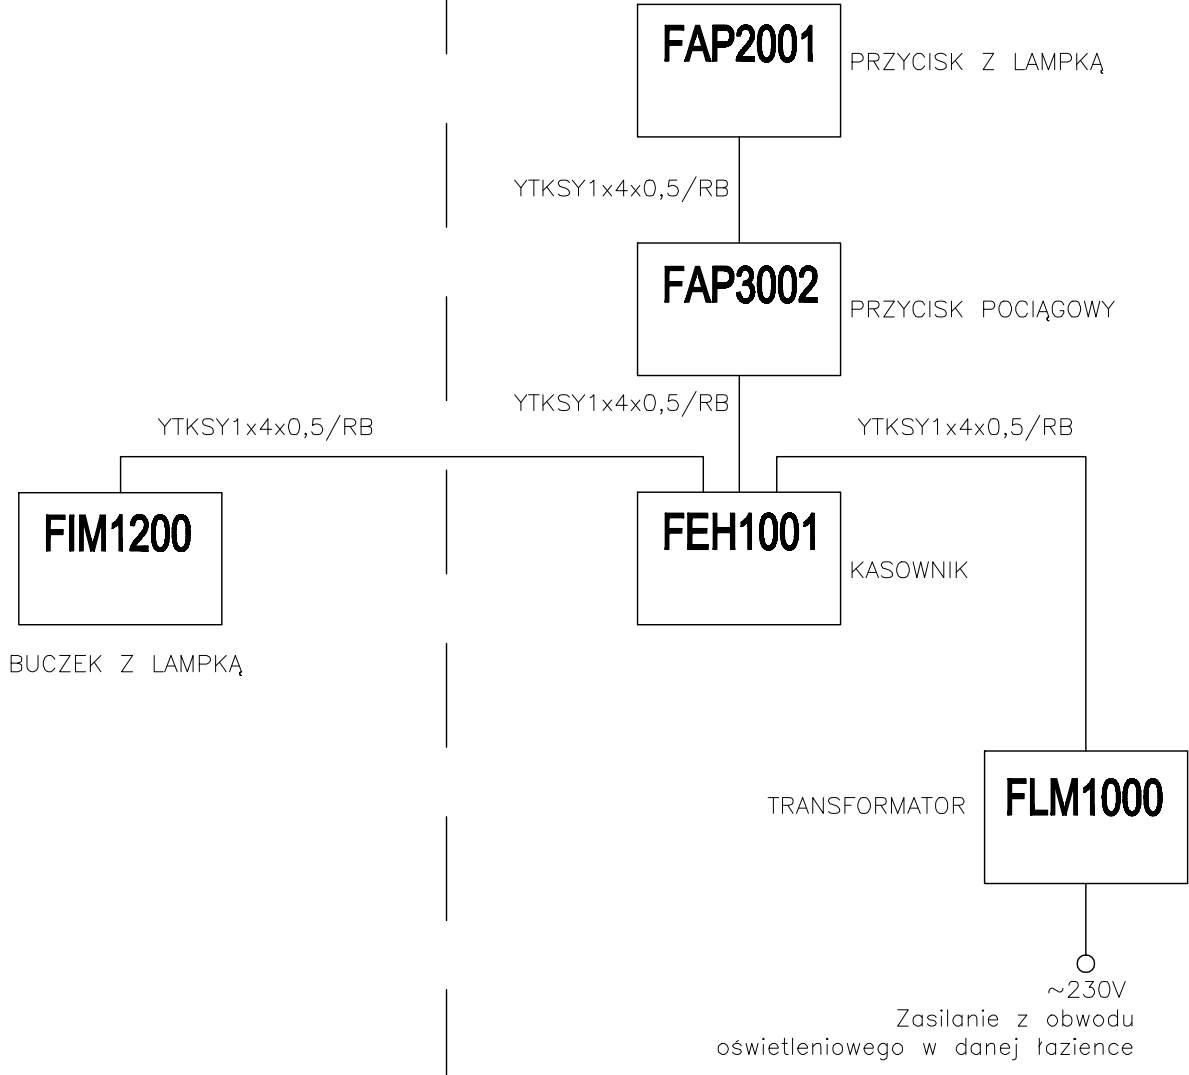 FAP2001
PRZYCISK Z LAMPKĄ
YTKSY1x4x0,5/RB
FAP3002
PRZYCISK POCIĄGOWY
YTKSY1x4x0,5/RB
YTKSY1x4x0,5/RB
YTKSY1x4x0,5/RB
FIM1200
FEH1001
KASOWNIK
BUCZEK Z LAMPKĄ
TRANSFORMATOR
FLM1000
~230V
Zasilanie z obwodu
oświetleniowego w danej łazience